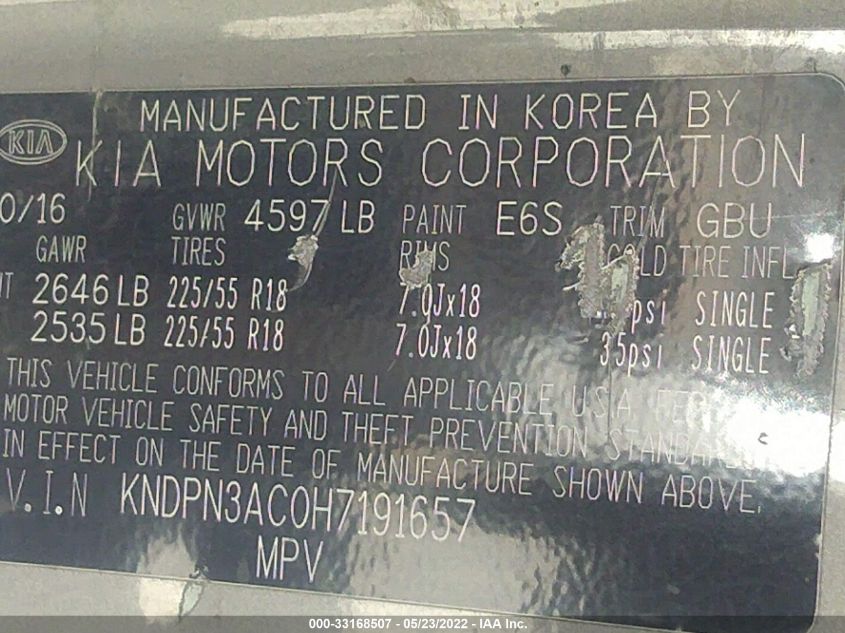 MANUFACTURED IN KOREA BY
KIA
KIA MOTORS CORPORATION
0/16 GVWR 4597 LB PAINT E6S TRIM GBU
GAWR TIRES RIMS COLD TIRE INFL
NT 2646 LB 225/55 R18 7.0Jx18 psi SINGLE
2535 LB 225/55 R18 7.0Jx18 35psi SINGLE
THIS VEHICLE CONFORMS TO ALL APPLICABLE U.S.A
MOTOR VEHICLE SAFETY AND THEFT PREVENTION
IN EFFECT ON THE DATE OF MANUFACTURE SHOWN ABOVE.
V.I.N KNDPN3AC0H7191657
MPV
000-33168507 - 05/23/2022 - IAA Inc.